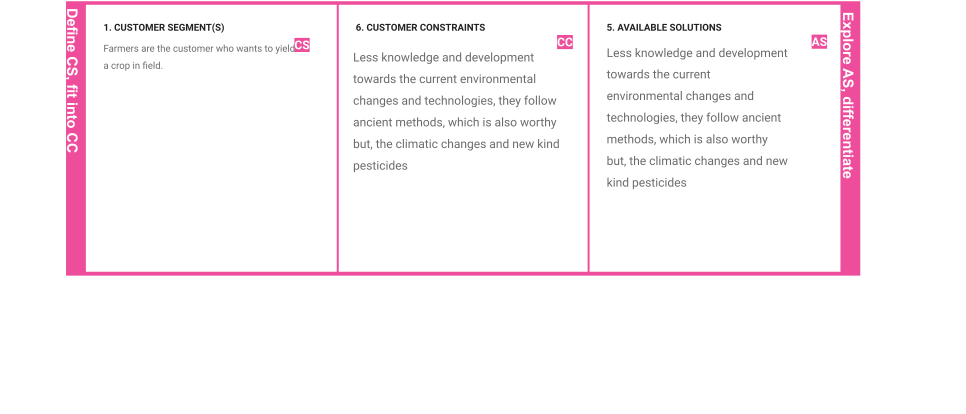 Define CS, fit into CC
1. CUSTOMER SEGMENT(S)
CS
Farmers are the customer who wants to yield
a crop in field.
6. CUSTOMER CONSTRAINTS
CC
Less knowledge and development
towards the current environmental
changes and technologies, they follow
ancient methods, which is also worthy
but, the climatic changes and new kind
pesticides
5. AVAILABLE SOLUTIONS
AS
Less knowledge and development
towards the current
environmental changes and
technologies, they follow ancient
methods, which is also worthy
but, the climatic changes and new
kind pesticides
Explore AS, differentiate